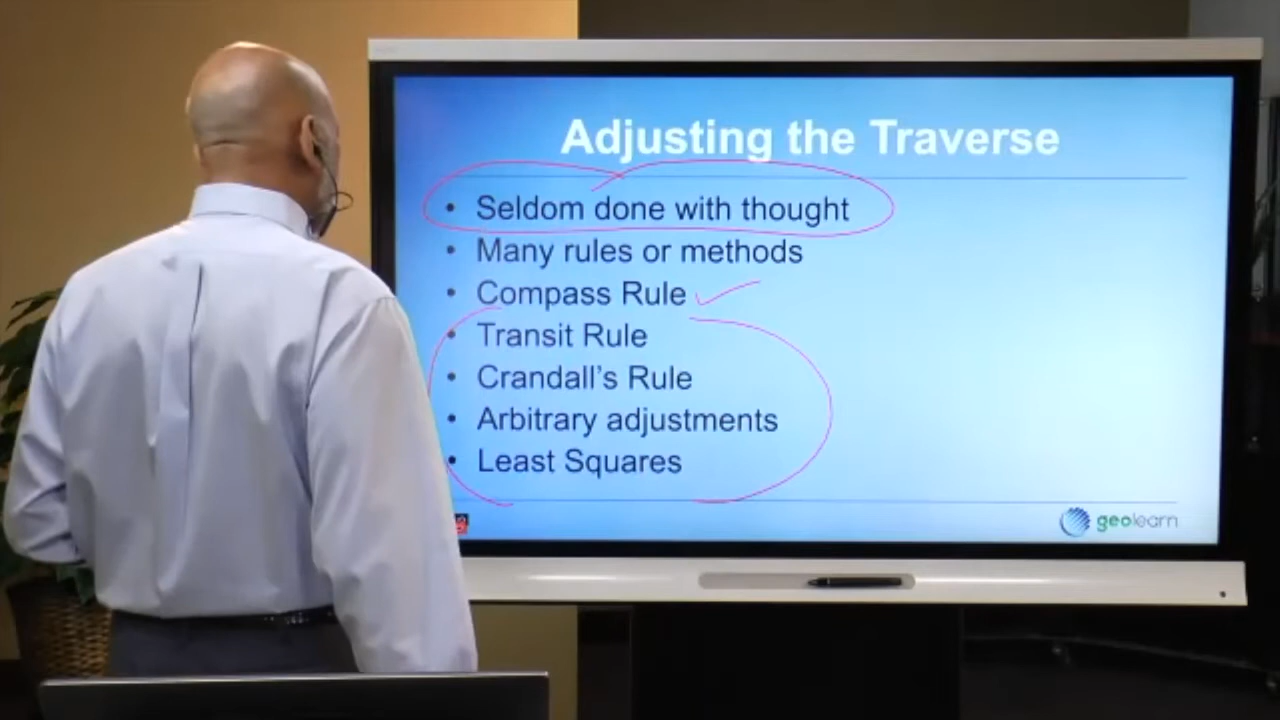 Adjusting the Traverse
• Seldom done with thought
• Many rules or methods
• Compass Rule
• Transit Rule
• Crandall’s Rule
• Arbitrary adjustments
• Least Squares
geolearn